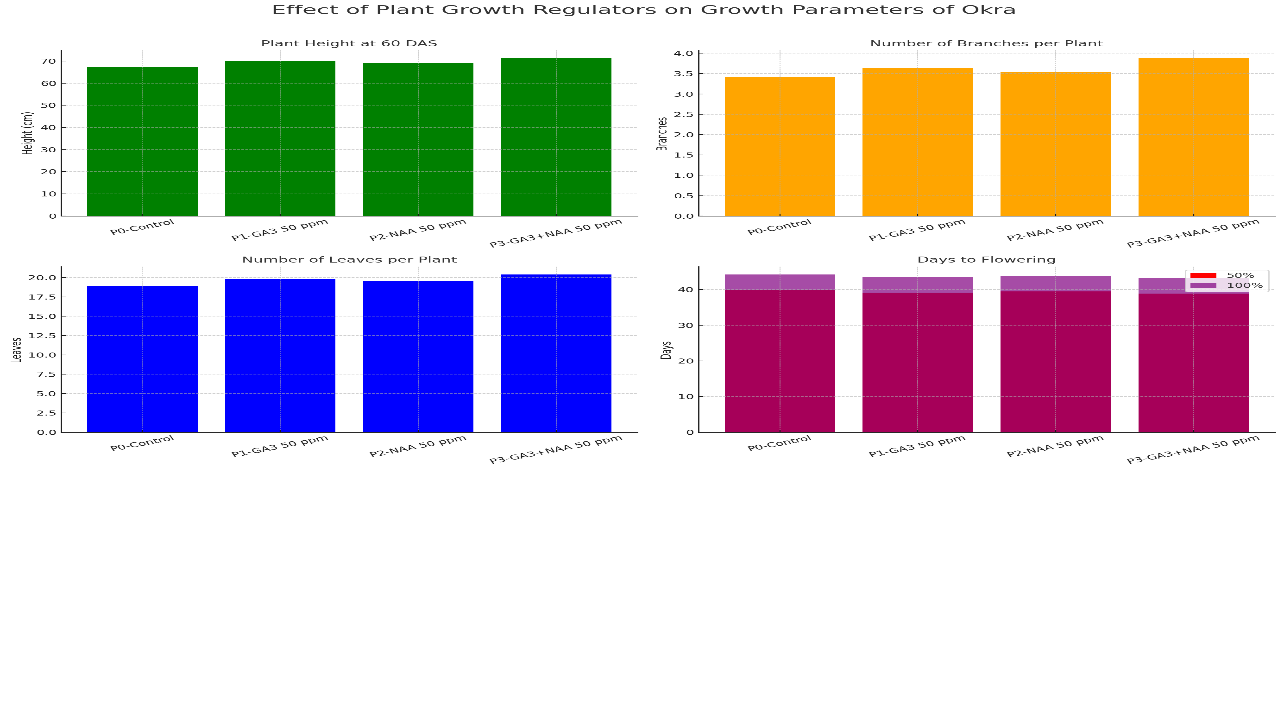 Effect of Plant Growth Regulators on Growth Parameters of Okra
Plant Height at 60 DAS
Height (cm)
70
60
50
40
30
20
10
0
P0-Control
P1-GA3 50 ppm
P2-NAA 50 ppm
P3-GA3+NAA 50 ppm
Number of Branches per Plant
Branches
4.0
3.5
3.0
2.5
2.0
1.5
1.0
0.5
0.0
P0-Control
P1-GA3 50 ppm
P2-NAA 50 ppm
P3-GA3+NAA 50 ppm
Number of Leaves per Plant
Leaves
20.0
17.5
15.0
12.5
10.0
7.5
5.0
2.5
0.0
P0-Control
P1-GA3 50 ppm
P2-NAA 50 ppm
P3-GA3+NAA 50 ppm
Days to Flowering
Days
40
30
20
10
0
50%
100%
P0-Control
P1-GA3 50 ppm
P2-NAA 50 ppm
P3-GA3+NAA 50 ppm